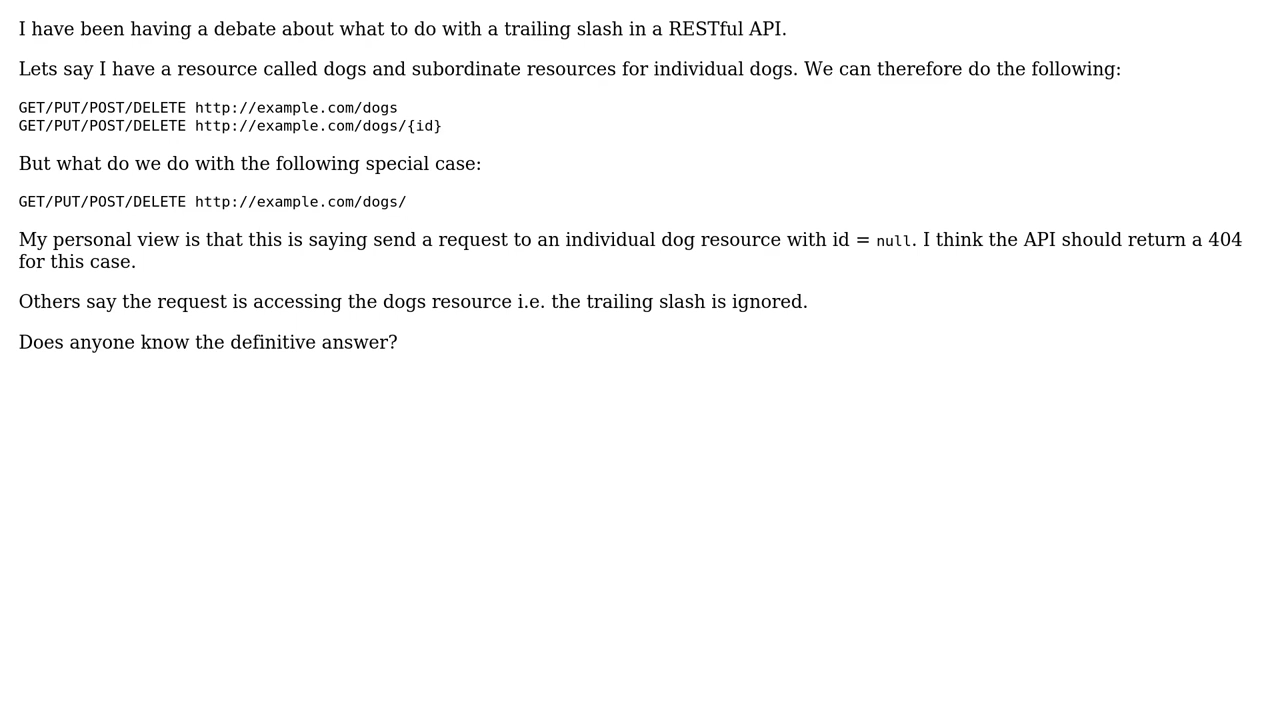 I have been having a debate about what to do with a trailing slash in a RESTful API.
Lets say I have a resource called dogs and subordinate resources for individual dogs. We can therefore do the following:
GET/PUT/POST/DELETE http://example.com/dogs
GET/PUT/POST/DELETE http://example.com/dogs/{id}
But what do we do with the following special case:
GET/PUT/POST/DELETE http://example.com/dogs/
My personal view is that this is saying send a request to an individual dog resource with id = null. I think the API should return a 404
for this case.
Others say the request is accessing the dogs resource i.e. the trailing slash is ignored.
Does anyone know the definitive answer?